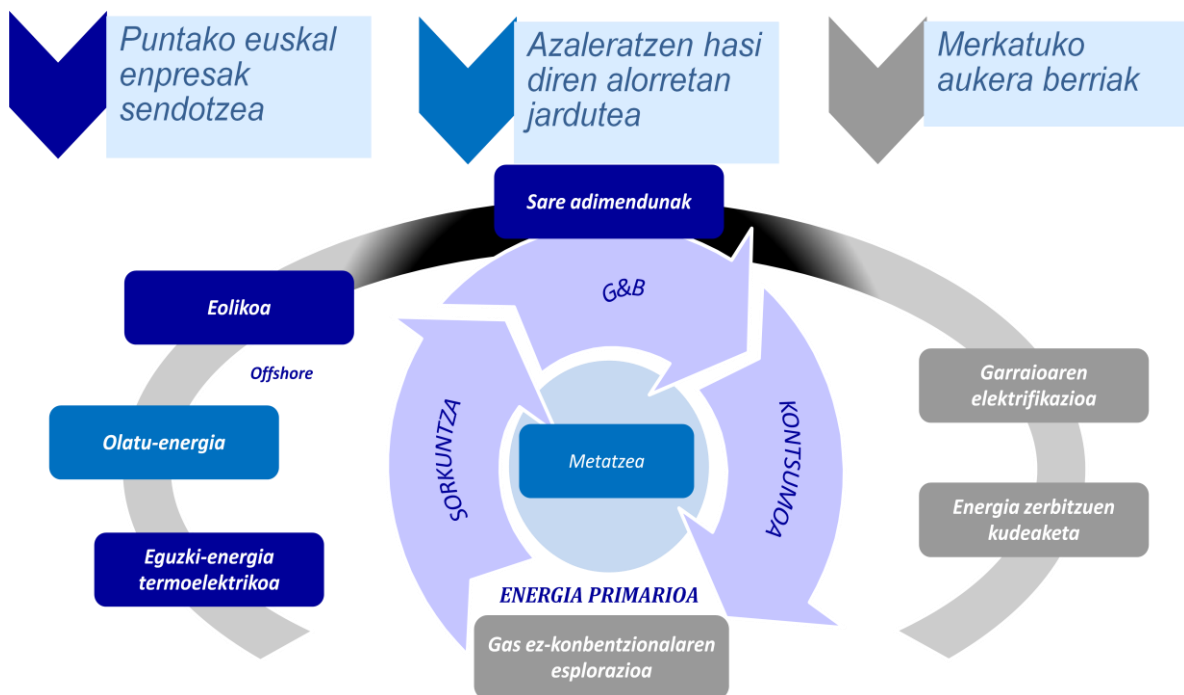 Puntako euskal
enpresak
sendotzea
Azaleratzen hasi
diren alorretan
jardutea
Merkatuko
aukera berriak
Sare adimendunak
G&B
Eolikoa
Offshore
Olatu-energia
Eguzki-energia
termoelektrikoa
SORKUNTZA
Metatzea
KONTSUMOA
Garraioaren
elektrifikazioa
Energia zerbitzuen
kudeaketa
ENERGIA PRIMARIOA
Gas ez-konbentzionalaren
esplorazioa